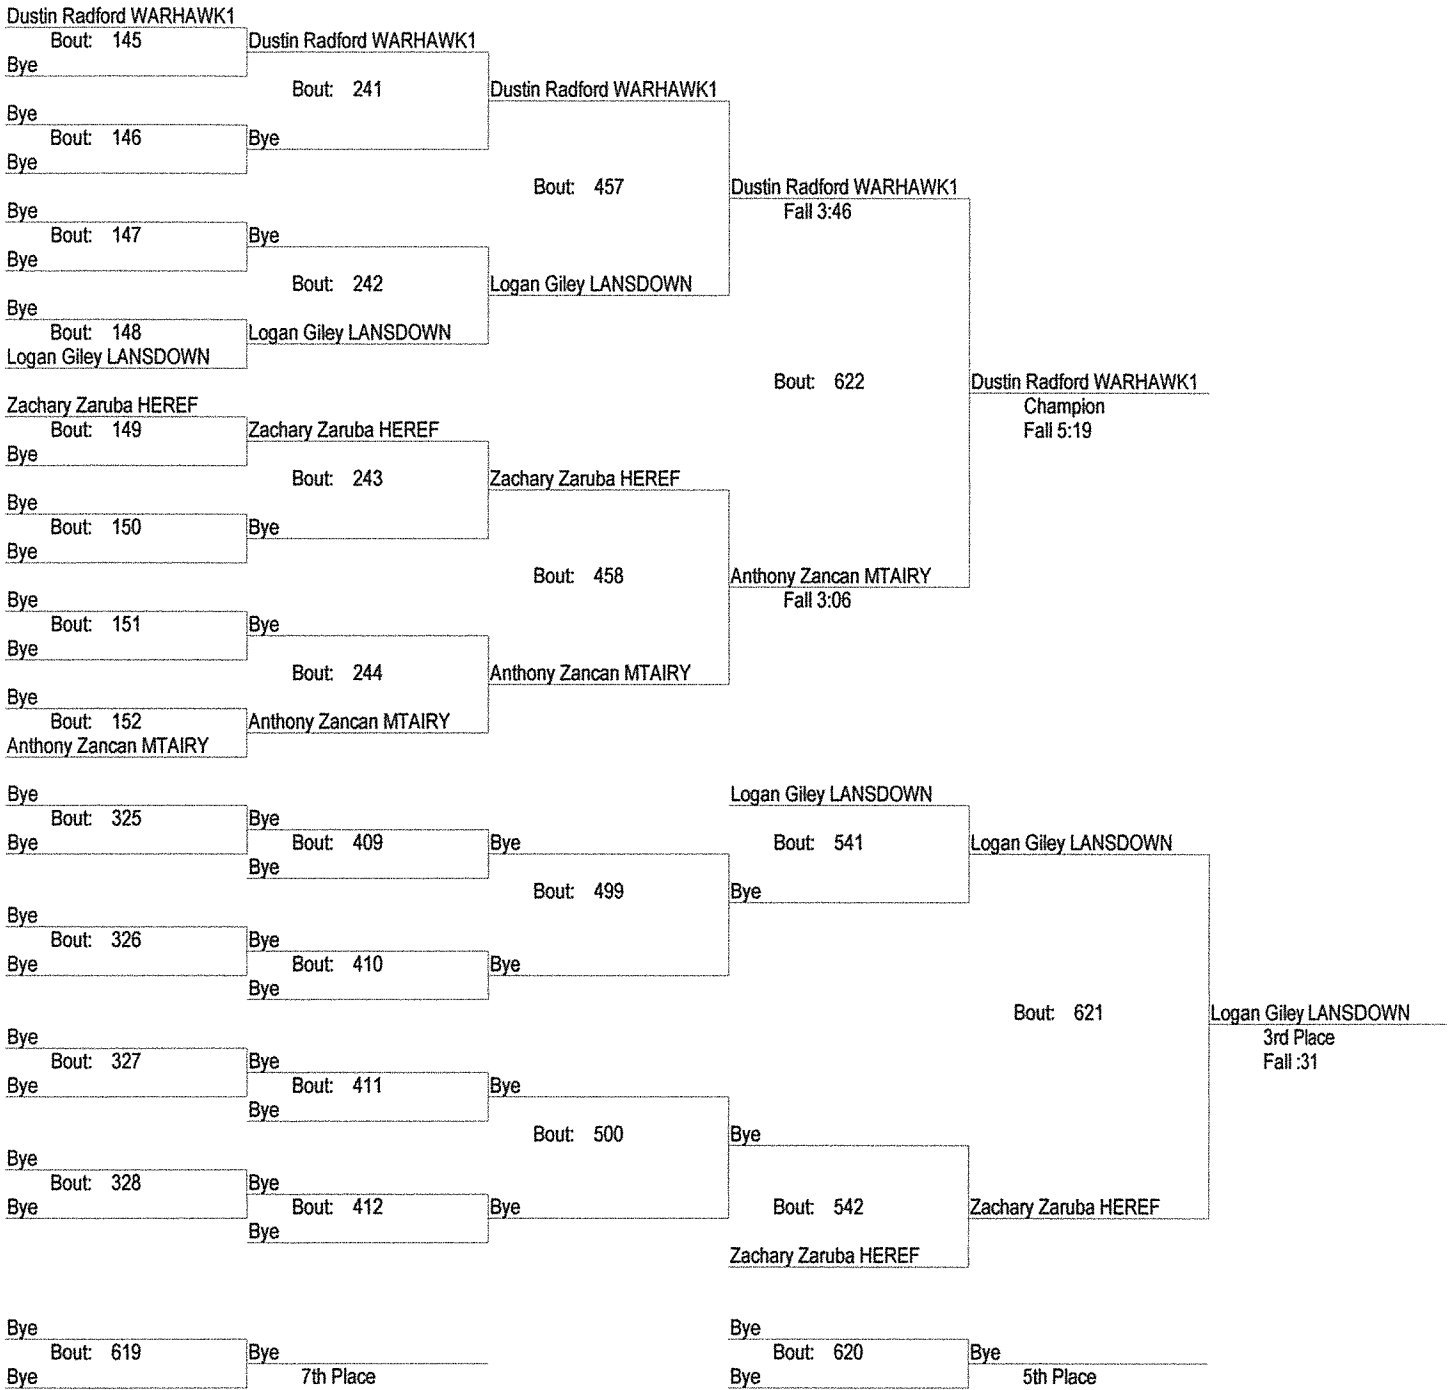 Dustin Radford WARHAWK1
Bout: 145 Dustin Radford WARHAWK1
Bye
Bout: 241 Dustin Radford WARHAWK1
Bye
Bout: 146 Bye
Bye
Bout: 457 Dustin Radford WARHAWK1
Fall 3:46
Bye
Bout: 147 Bye
Bye
Bout: 242 Logan Giley LANSDOWN
Bye
Bout: 148 Logan Giley LANSDOWN
Logan Giley LANSDOWN
Bout: 622 Dustin Radford WARHAWK1
Champion
Fall 5:19
Zachary Zaruba HEREF
Bout: 149 Zachary Zaruba HEREF
Bye
Bout: 243 Zachary Zaruba HEREF
Bye
Bout: 150 Bye
Bye
Bout: 458 Anthony Zancan MTAIRY
Fall 3:06
Bye
Bout: 151 Bye
Bye
Bout: 244 Anthony Zancan MTAIRY
Bye
Bout: 152 Anthony Zancan MTAIRY
Anthony Zancan MTAIRY
Bye Logan Giley LANSDOWN
Bout: 325 Bye
Bye Bout: 409 Bye Bout: 541 Logan Giley LANSDOWN
Bye
Bout: 499 Bye
Bye
Bout: 326 Bye
Bye Bout: 410 Bye
Bye
Bout: 621 Logan Giley LANSDOWN
3rd Place
Fall :31
Bye
Bout: 327 Bye
Bye Bout: 411 Bye
Bye
Bout: 500 Bye
Bye
Bout: 328 Bye
Bye Bout: 412 Bye Bout: 542 Zachary Zaruba HEREF
Bye
Zachary Zaruba HEREF
Bye Bye
Bout: 619 Bye Bout: 620 Bye
Bye 7th Place Bye 5th Place